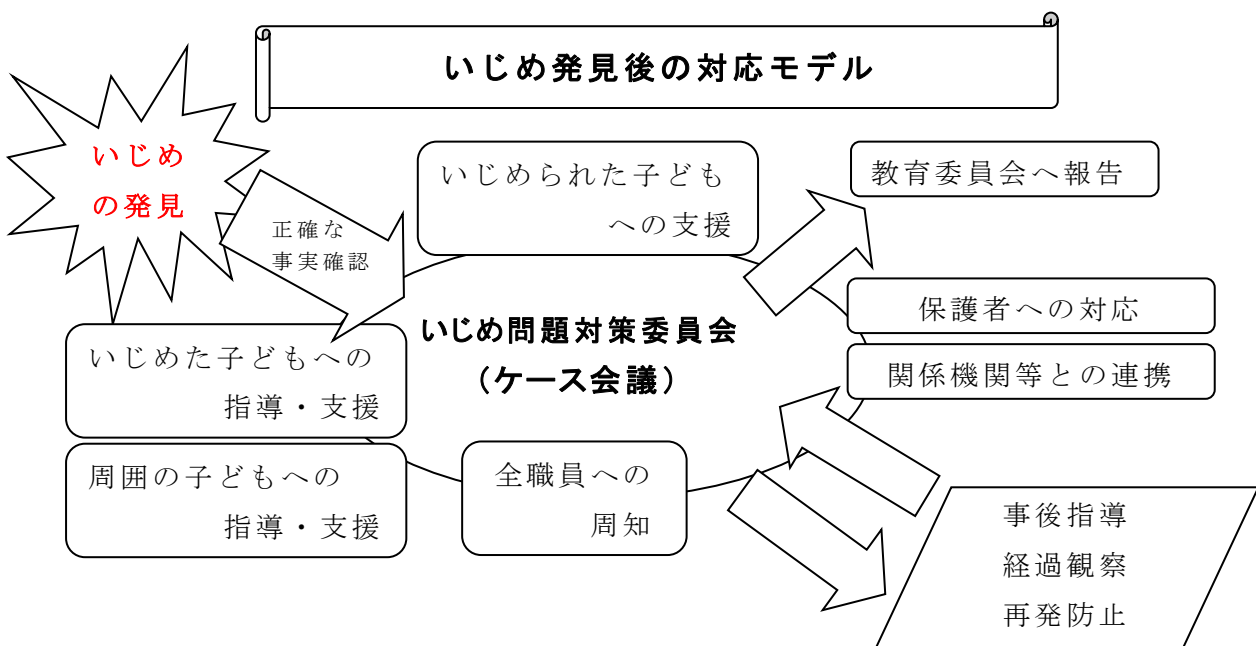 いじめ発見後の対応モデル
いじめ
の発見
正確な
事実確認
いじめられた子ども
への支援
教育委員会へ報告
保護者への対応
関係機関等との連携
いじめ問題対策委員会
（ケース会議）
いじめた子どもへの
指導・支援
周囲の子どもへの
指導・支援
全職員への
周知
事後指導
経過観察
再発防止